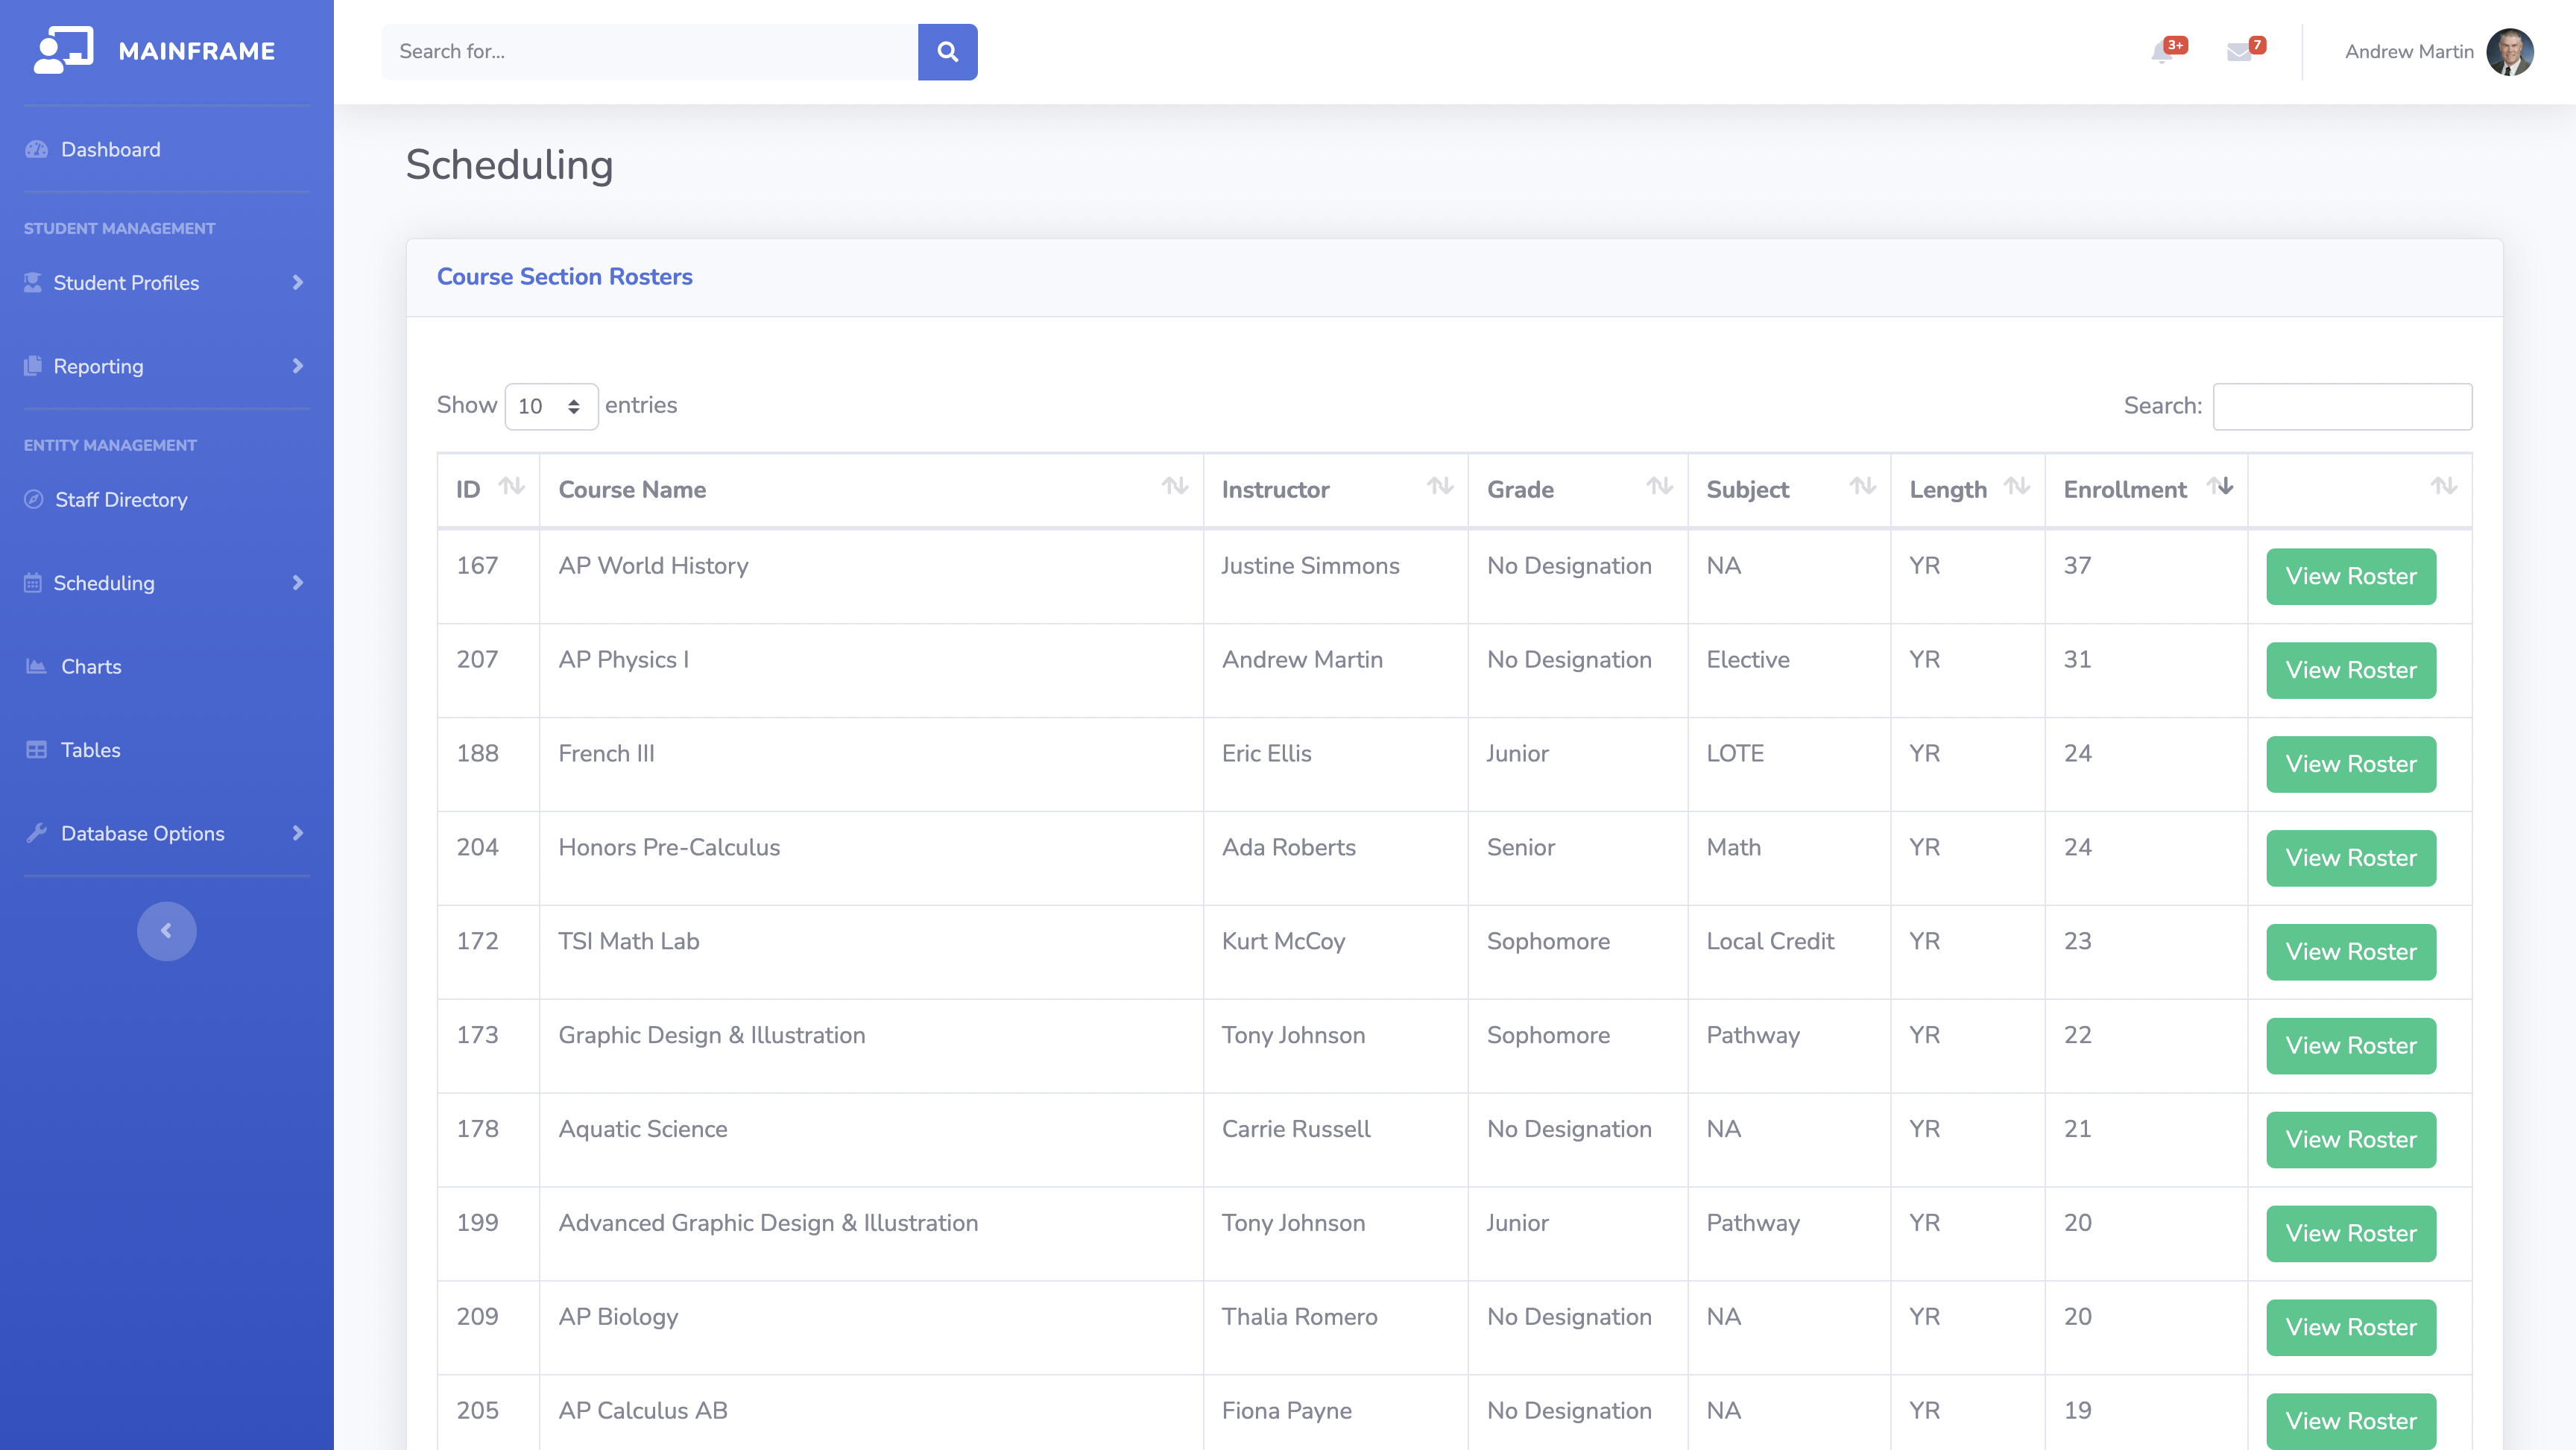 MAINFRAME
Search for...
3+
7
Andrew Martin
Dashboard
STUDENT MANAGEMENT
Student Profiles
Reporting
ENTITY MANAGEMENT
Staff Directory
Scheduling
Charts
Tables
Database Options
Scheduling
Course Section Rosters
Show 10 entries
Search:
ID Course Name Instructor Grade Subject Length Enrollment
167 AP World History Justine Simmons No Designation NA YR 37 View Roster
207 AP Physics I Andrew Martin No Designation Elective YR 31 View Roster
188 French III Eric Ellis Junior LOTE YR 24 View Roster
204 Honors Pre-Calculus Ada Roberts Senior Math YR 24 View Roster
172 TSI Math Lab Kurt McCoy Sophomore Local Credit YR 23 View Roster
173 Graphic Design & Illustration Tony Johnson Sophomore Pathway YR 22 View Roster
178 Aquatic Science Carrie Russell No Designation NA YR 21 View Roster
199 Advanced Graphic Design & Illustration Tony Johnson Junior Pathway YR 20 View Roster
209 AP Biology Thalia Romero No Designation NA YR 20 View Roster
205 AP Calculus AB Fiona Payne No Designation NA YR 19 View Roster